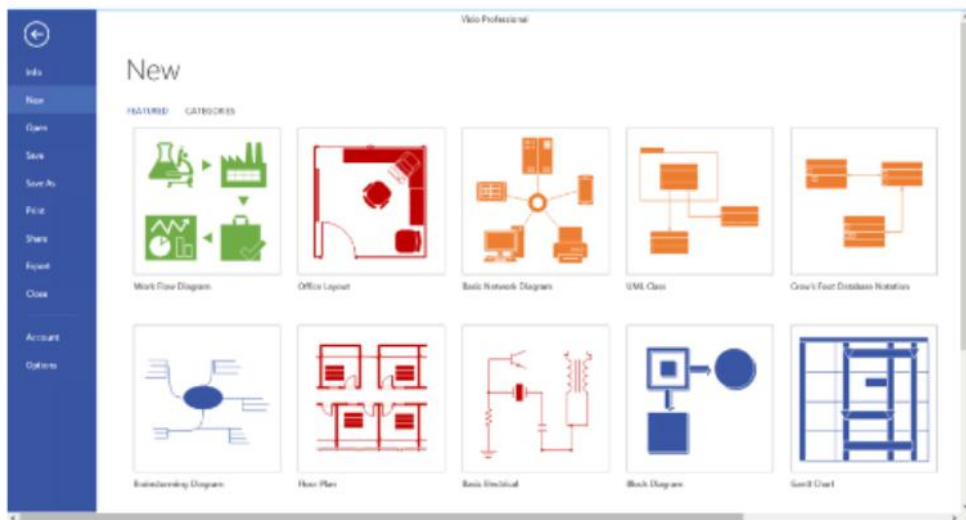 Visio Professional
Info
New
Open
Save
Save As
Print
Share
Export
Close
Account
Options
New
FEATURED CATEGORIES
Work Flow Diagram
Office Layout
Basic Network Diagram
UML Class
Crow's Foot Database Notation
Brainstorming Diagram
Floor Plan
Basic Electrical
Block Diagram
Gantt Chart